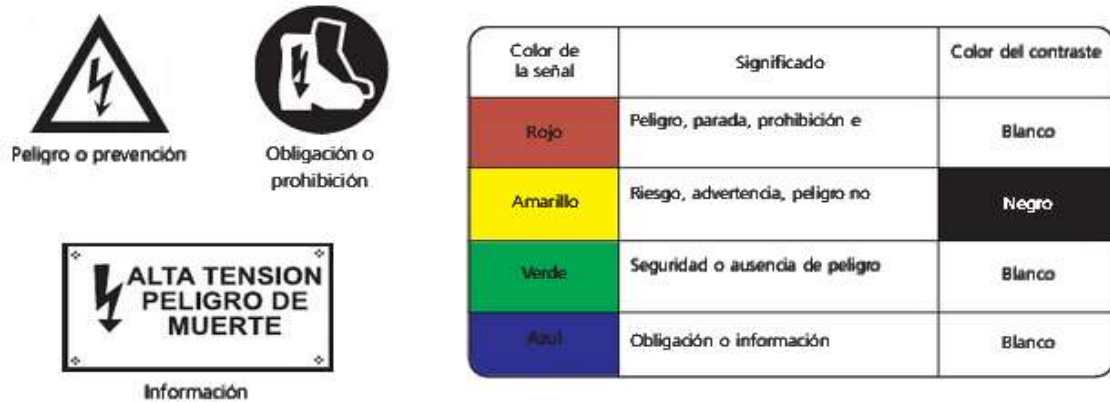 Peligro o prevención
Obligación o
prohibición
ALTA TENSION
PELIGRO DE
MUERTE
Información
Color de
la señal
Significado
Color del contraste
Rojo
Peligro, parada, prohibición e
Blanco
Amarillo
Riesgo, advertencia, peligro no
Negro
Verde
Seguridad o ausencia de peligro
Blanco
Azul
Obligación o información
Blanco